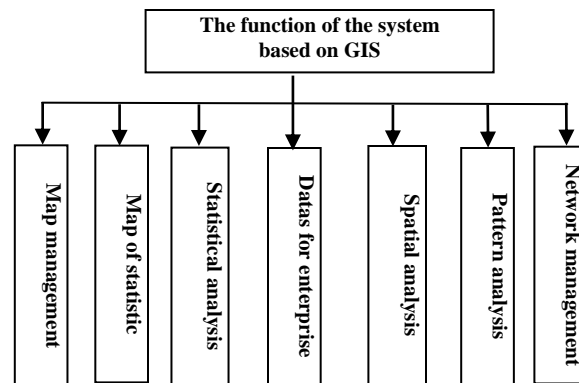 The function of the system
based on GIS
Map management
Map of statistic
Statistical analysis
Datas for enterprise
Spatial analysis
Pattern analysis
Network management